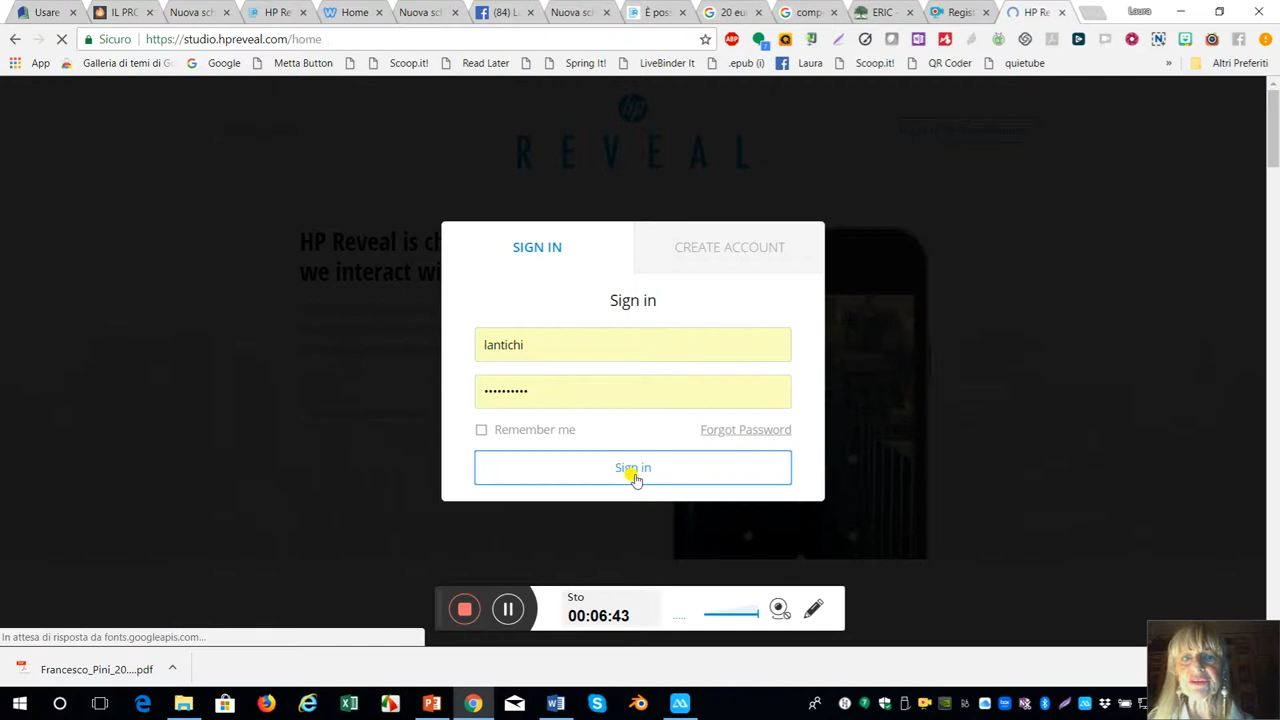 Usare
IL PRO
Nuova sch
HP Re
Home
Nuova scl
(84) L
Nuova sch
È poss
20 eu
comp
ERIC -
Regist
HP Re
Laura
Sicuro
https://studio.hpreveal.com/home
App
Galleria di temi di G
Google
Metta Button
Scoop.it!
Read Later
Spring It!
LiveBinder It
.epub (i)
Laura
Scoop.it!
QR Coder
quietube
»
Altri Preferiti
hp
REVEAL
HP Reveal is ch
we interact wi
SIGN IN
CREATE ACCOUNT
Sign in
lantichi
••••••••••
Remember me
Forgot Password
Sign in
Sto
00:06:43
In attesa di risposta da fonts.googleapis.com...
Francesco_Pini_20....pdf